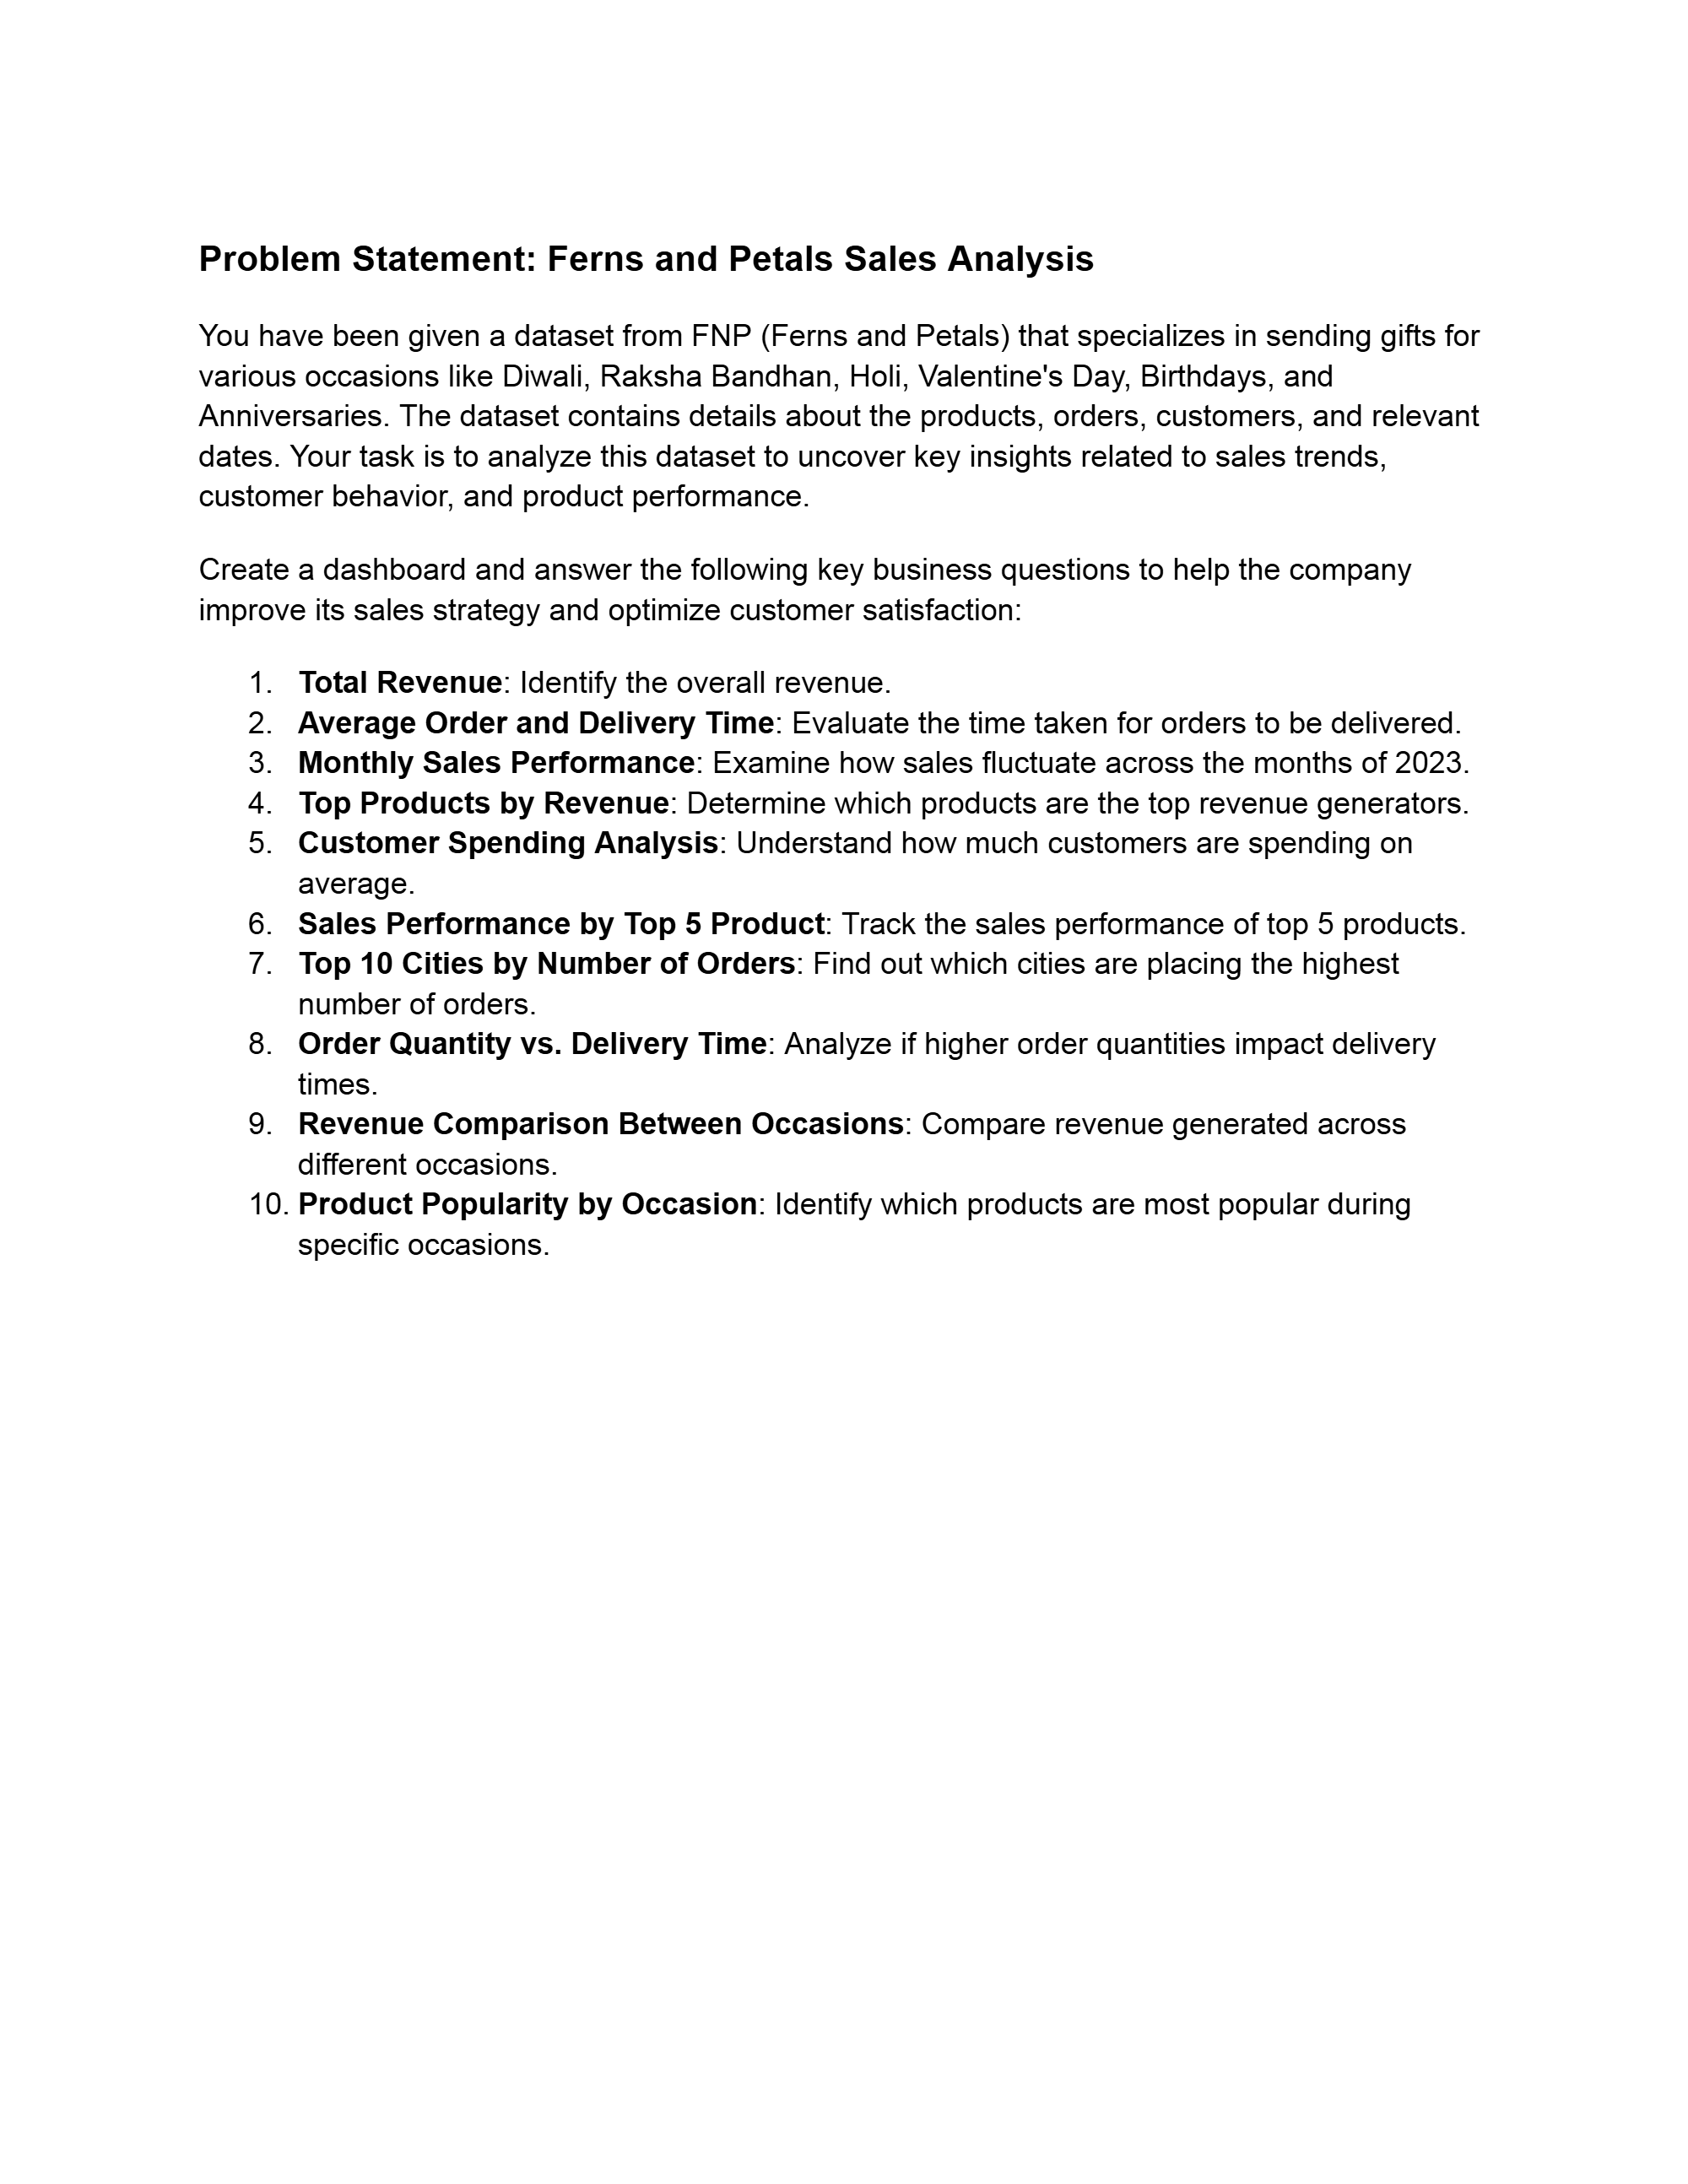 Problem Statement: Ferns and Petals Sales Analysis
You have been given a dataset from FNP (Ferns and Petals) that specializes in sending gifts for
various occasions like Diwali, Raksha Bandhan, Holi, Valentine's Day, Birthdays, and
Anniversaries. The dataset contains details about the products, orders, customers, and relevant
dates. Your task is to analyze this dataset to uncover key insights related to sales trends,
customer behavior, and product performance.
Create a dashboard and answer the following key business questions to help the company
improve its sales strategy and optimize customer satisfaction:
1. Total Revenue: Identify the overall revenue.
2. Average Order and Delivery Time: Evaluate the time taken for orders to be delivered.
3. Monthly Sales Performance: Examine how sales fluctuate across the months of 2023.
4. Top Products by Revenue: Determine which products are the top revenue generators.
5. Customer Spending Analysis: Understand how much customers are spending on
average.
6. Sales Performance by Top 5 Product: Track the sales performance of top 5 products.
7. Top 10 Cities by Number of Orders: Find out which cities are placing the highest
number of orders.
8. Order Quantity vs. Delivery Time: Analyze if higher order quantities impact delivery
times.
9. Revenue Comparison Between Occasions: Compare revenue generated across
different occasions.
10. Product Popularity by Occasion: Identify which products are most popular during
specific occasions.